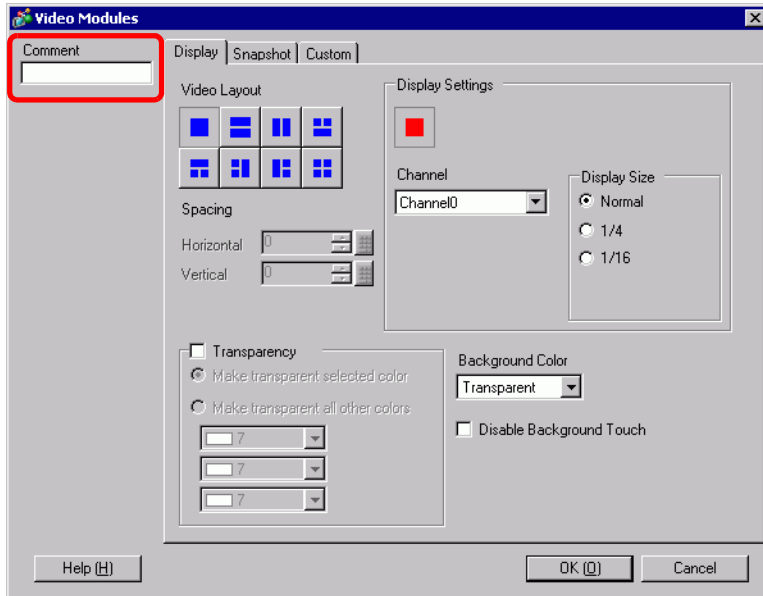 Video Modules
Comment
Display Snapshot Custom
Video Layout
Display Settings
Channel
Channel0
Display Size
Normal
1/4
1/16
Spacing
Horizontal 0
Vertical 0
Transparency
Make transparent selected color
Make transparent all other colors
7
7
7
Background Color
Transparent
Disable Background Touch
Help (H)
OK (O)
Cancel